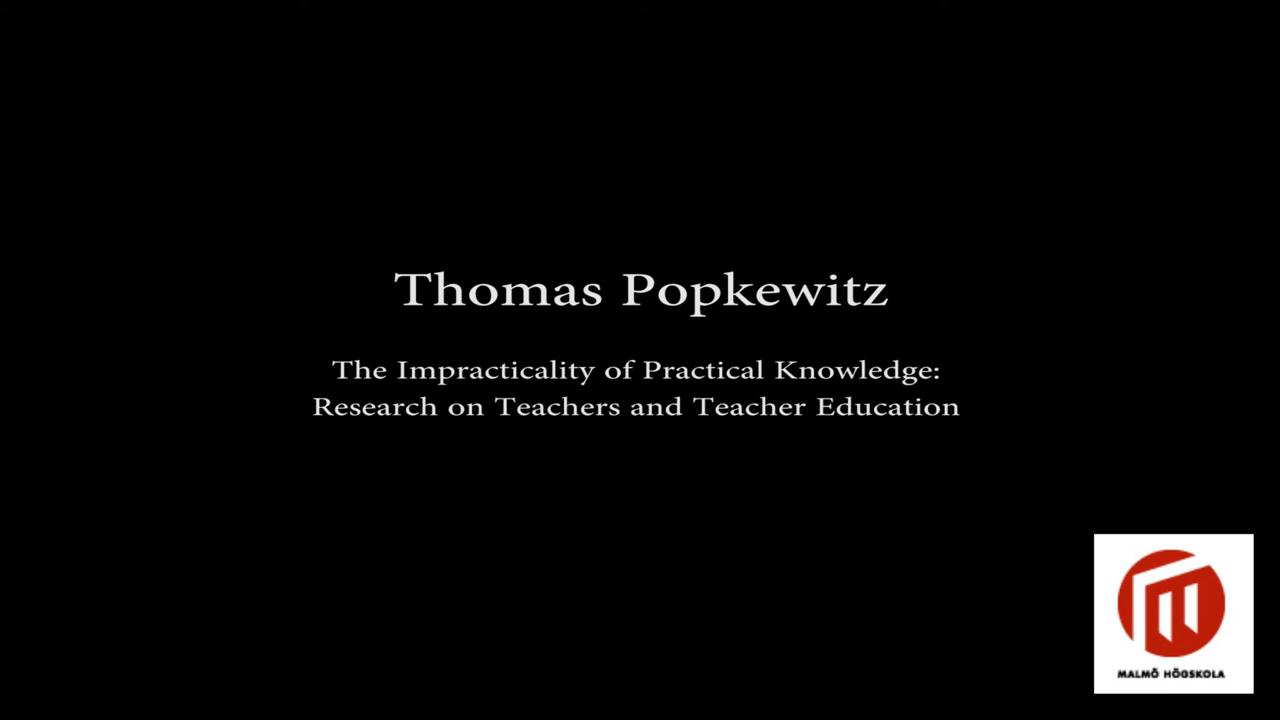 Thomas Popkewitz
The Impracticality of Practical Knowledge:
Research on Teachers and Teacher Education
MALMÖ HÖGSKOLA